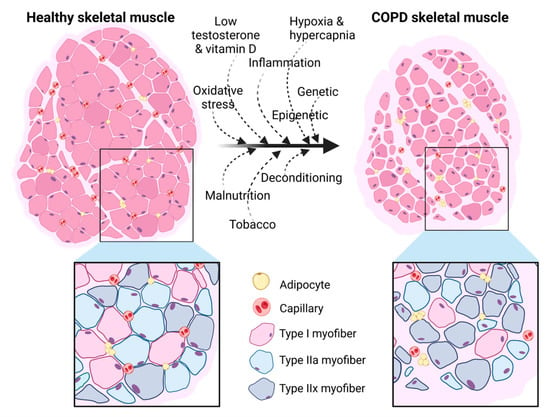 Healthy skeletal muscle
COPD skeletal muscle
Low
testosterone
& vitamin D
Hypoxia &
hypercapnia
Inflammation
Oxidative
stress
Genetic
Epigenetic
Deconditioning
Malnutrition
Tobacco
Adipocyte
Capillary
Type I myofiber
Type IIa myofiber
Type IIx myofiber